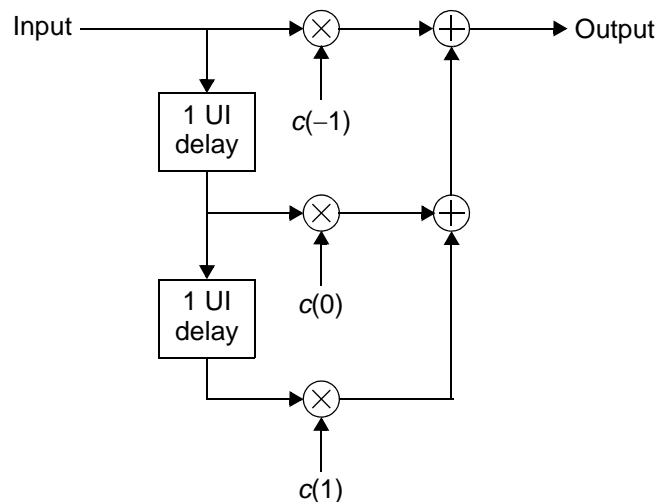 Input
Output
1 UI
delay
c(−1)
1 UI
delay
c(0)
c(1)